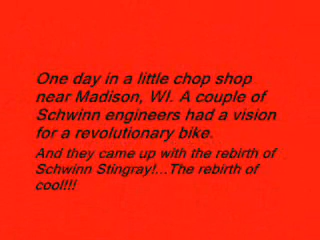 One day in a little chop shop
near Madison, WI. A couple of
Schwinn engineers had a vision
for a revolutionary bike.
And they came up with the rebirth of
Schwinn Stingray!...The rebirth of
cool!!!